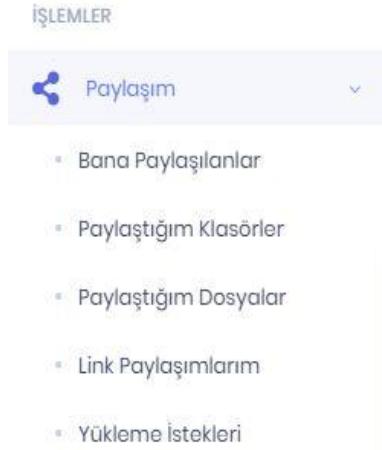 İŞLEMLER
Paylaşım
Bana Paylaşılanlar
Paylaştığım Klasörler
Paylaştığım Dosyalar
Link Paylaşımlarım
Yükleme İstekleri